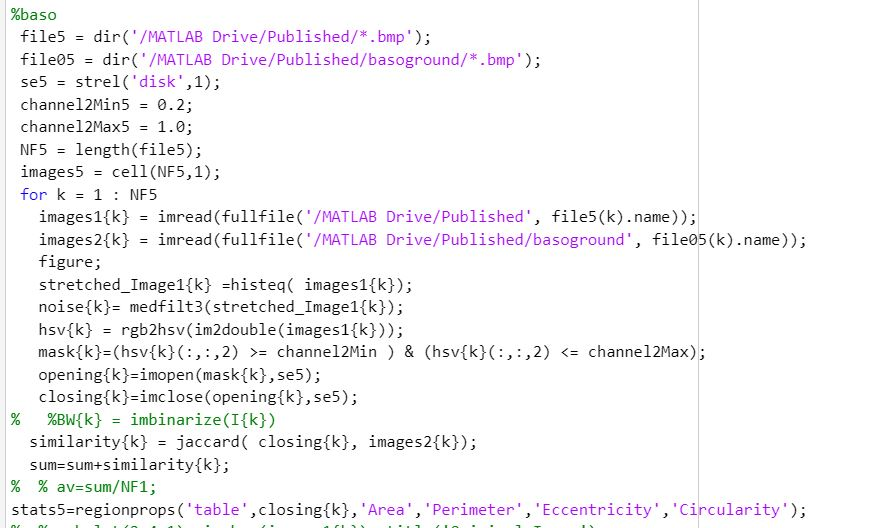 %baso
file5 = dir('/MATLAB Drive/Published/*.bmp');
file05 = dir('/MATLAB Drive/Published/basoground/*.bmp');
se5 = strel('disk',1);
channel2Min5 = 0.2;
channel2Max5 = 1.0;
NF5 = length(file5);
images5 = cell(NF5,1);
for k = 1 : NF5
images1{k} = imread(fullfile('/MATLAB Drive/Published', file5(k).name));
images2{k} = imread(fullfile('/MATLAB Drive/Published/basoground', file05(k).name));
figure;
stretched_Image1{k} =histeq( images1{k});
noise{k}= medfilt3(stretched_Image1{k});
hsv{k} = rgb2hsv(im2double(images1{k}));
mask{k}=(hsv{k}(:,:,2) >= channel2Min ) & (hsv{k}(:,:,2) <= channel2Max);
opening{k}=imopen(mask{k},se5);
closing{k}=imclose(opening{k},se5);
% %BW{k} = imbinarize(I{k})
similarity{k} = jaccard( closing{k}, images2{k});
sum=sum+similarity{k};
% % av=sum/NF1;
stats5=regionprops('table',closing{k},'Area','Perimeter','Eccentricity','Circularity');